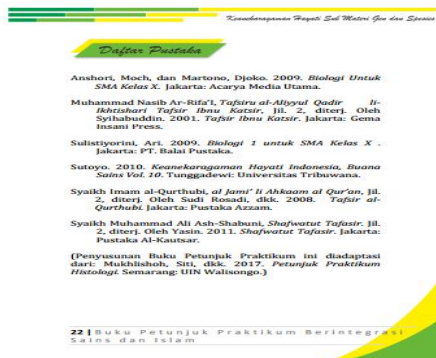 Keanekaragaman Hayati Sub Materi Gen dan Spesies
Daftar Pustaka
Anshori, Moch, dan Martono, Djoko. 2009. Biologi Untuk
SMA Kelas X. Jakarta: Acarya Media Utama.
Muhammad Nasib Ar-Rifa'I, Tafsiru al-Aliyyul Qadir li-
Ikhtishari Tafsir Ibnu Katsir, Jil. 2, diterj. Oleh
Syihabuddin. 2001. Tafsir Ibnu Katsir. Jakarta: Gema
Insani Press.
Sulistiyorini, Ari. 2009. Biologi 1 untuk SMA Kelas X .
Jakarta: PT. Balai Pustaka.
Sutoyo. 2010. Keanekaragaman Hayati Indonesia, Buana
Sains Vol. 10. Tunggadewi: Universitas Tribuwana.
Syaikh Imam al-Qurthubi, al Jami' li Ahkaam al Qur'an, Jil.
2, diterj. Oleh Sudi Rosadi, dkk. 2008. Tafsir al-
Qurthubi. Jakarta: Pustaka Azzam.
Syaikh Muhammad Ali Ash-Shabuni, Shafwatut Tafasir. Jil.
2, diterj. Oleh Yasin. 2011. Shafwatut Tafasir. Jakarta:
Pustaka Al-Kautsar.
(Penyusunan Buku Petunjuk Praktikum ini diadaptasi
dari: Mukhlishoh, Siti, dkk. 2017. Petunjuk Praktikum
Histologi. Semarang: UIN Walisongo.)
22 | Buku Petunjuk Praktikum Berintegrasi
Sains dan Islam